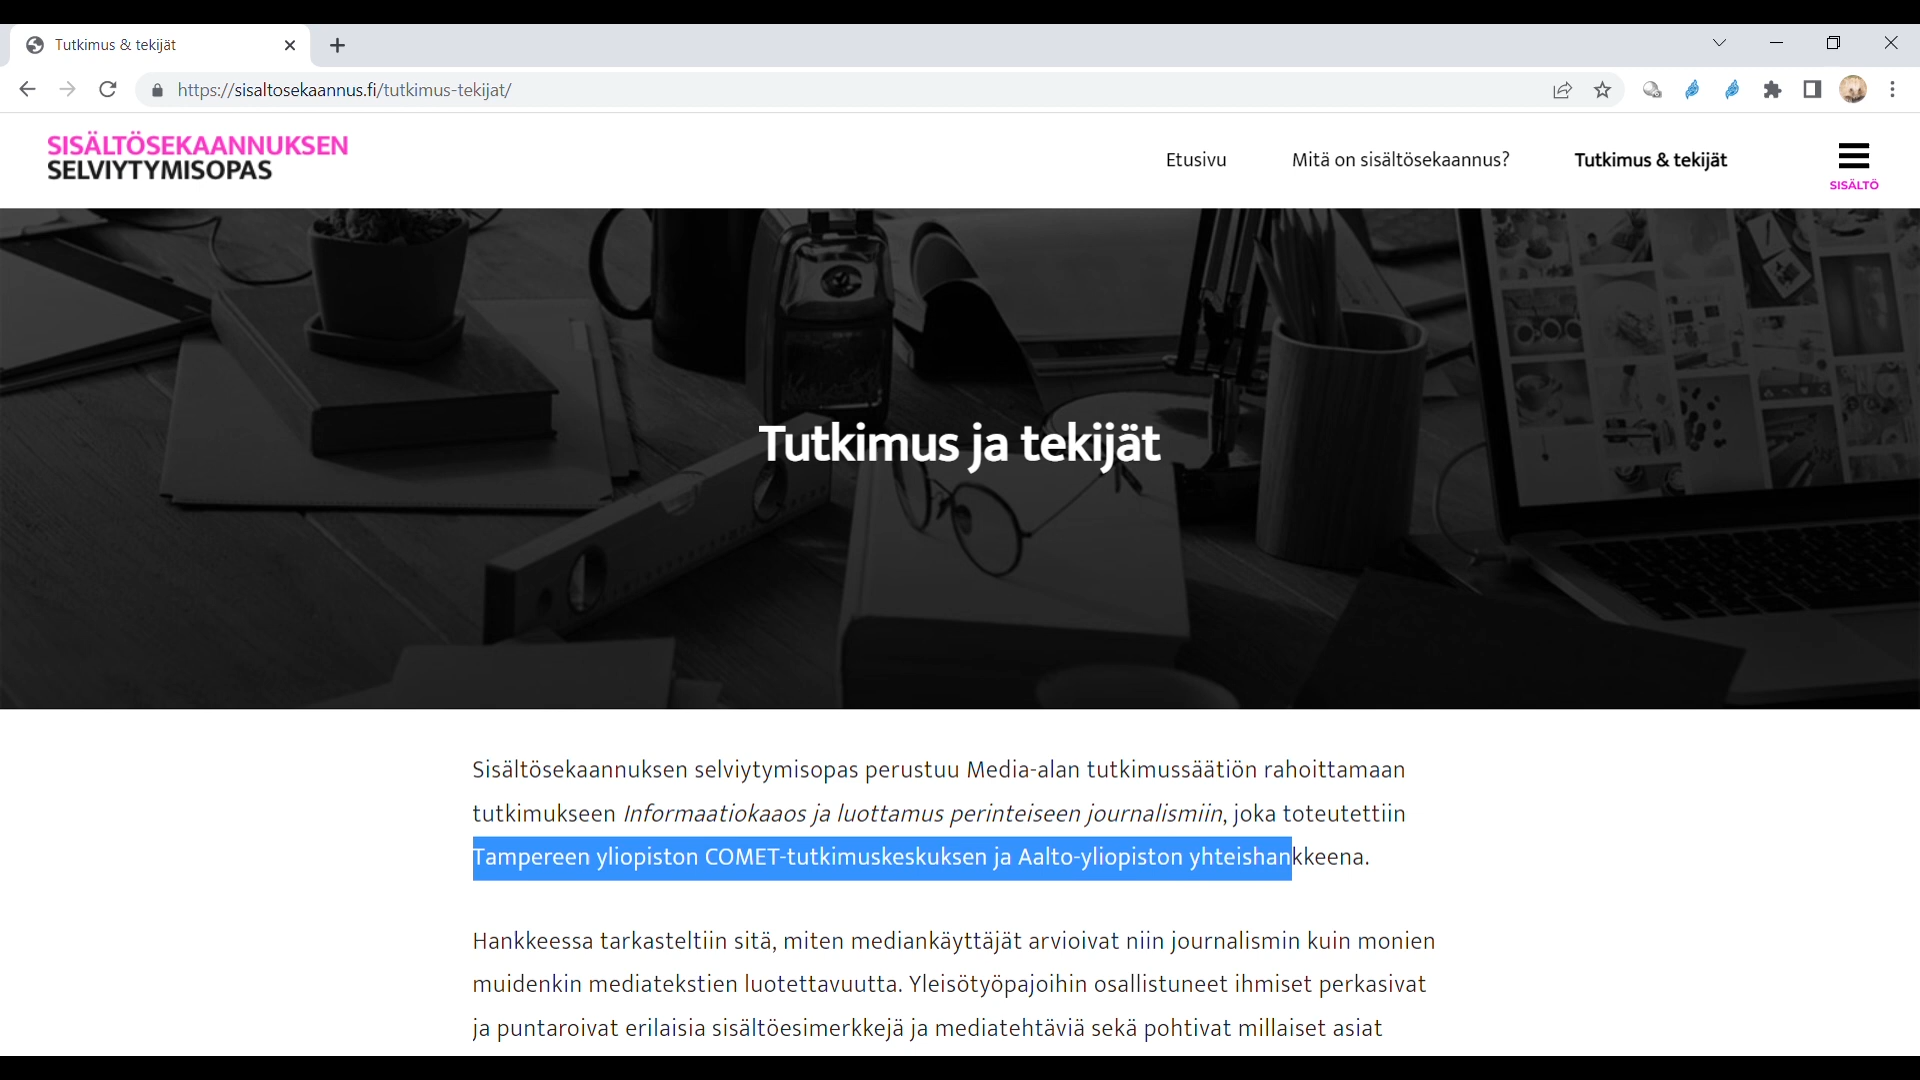 Tutkimus & tekijät
https://sisaltosekaannus.fi/tutkimus-tekijat/
SISÄLTÖSEKAANNUKSEN
SELVIYTYMISOPAS
Etusivu
Mitä on sisältösekaannus?
Tutkimus & tekijät
SISÄLTÖ
Tutkimus ja tekijät
Sisältösekaannuksen selviytymisopas perustuu Media-alan tutkimussäätiön rahoittamaan
tutkimukseen Informaatiokaaos ja luottamus perinteiseen journalismiin, joka toteutettiin
Tampereen yliopiston COMET-tutkimuskeskuksen ja Aalto-yliopiston yhteishankkeena.
Hankkeessa tarkasteltiin sitä, miten mediankäyttäjät arvioivat niin journalismin kuin monien
muidenkin mediatekstien luotettavuutta. Yleisötyöpajoihin osallistuneet ihmiset perkasivat
ja puntaroivat erilaisia sisältöesimerkkejä ja mediatehtäviä sekä pohtivat millaiset asiat